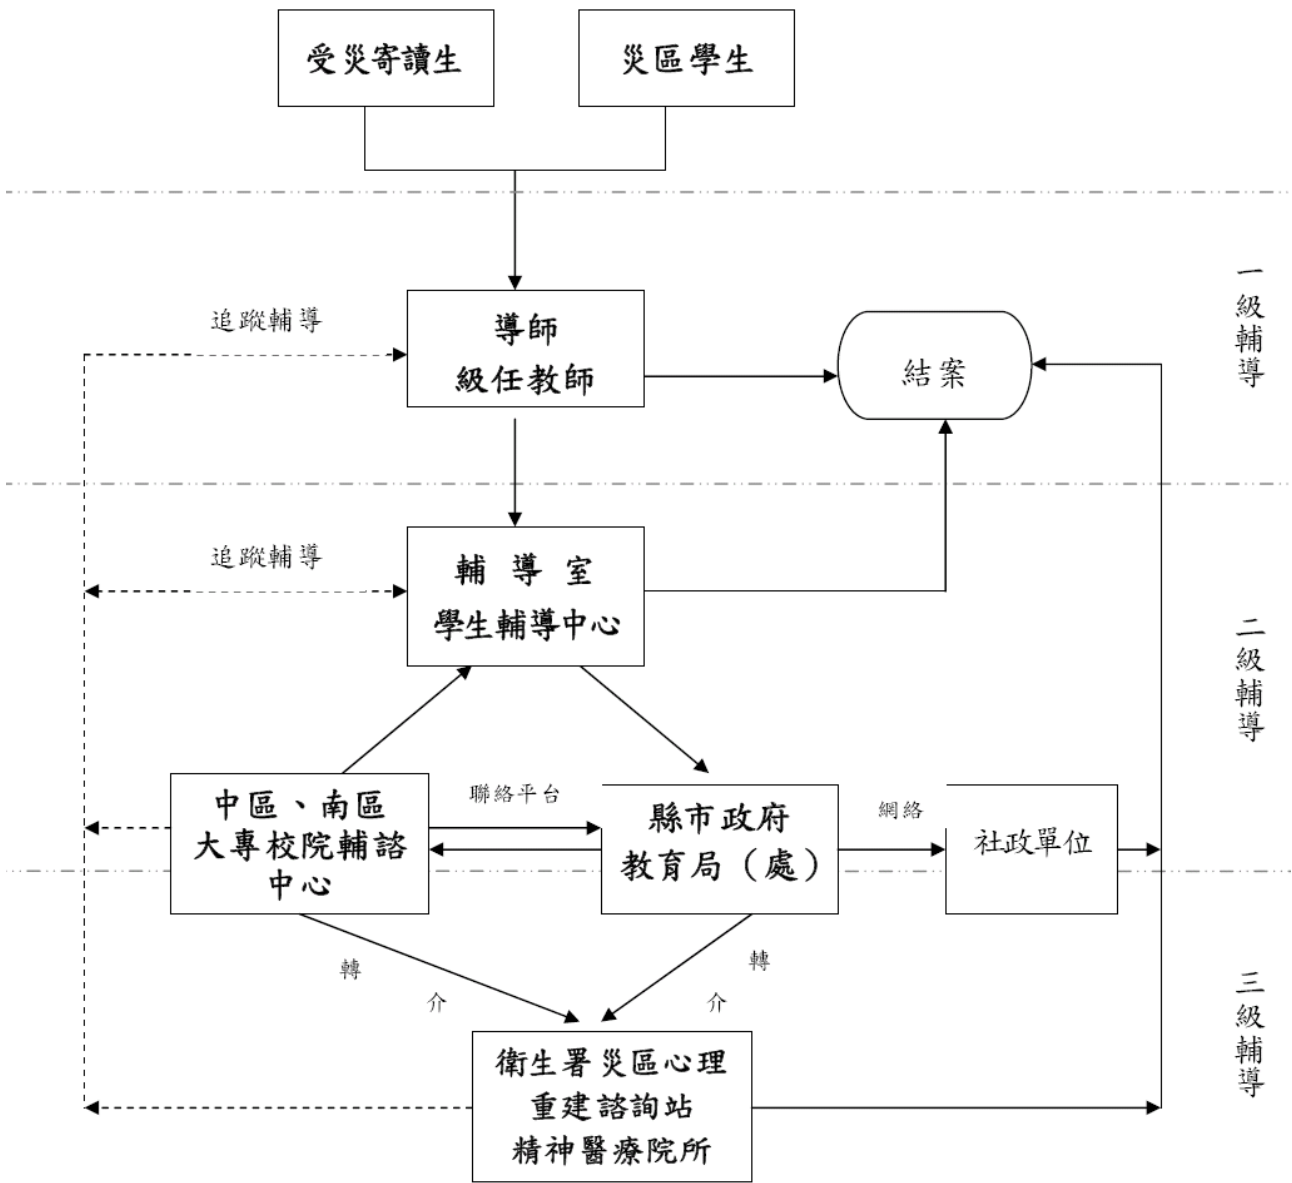 受災寄讀生
災區學生
追蹤輔導
導師
級任教師
結案
一級輔導
追蹤輔導
輔導室
學生輔導中心
二級輔導
中區、南區
大專校院輔諮
中心
聯絡平台
縣市政府
教育局（處）
網絡
社政單位
轉介
轉介
三級輔導
衛生署災區心理
重建諮詢站
精神醫療院所